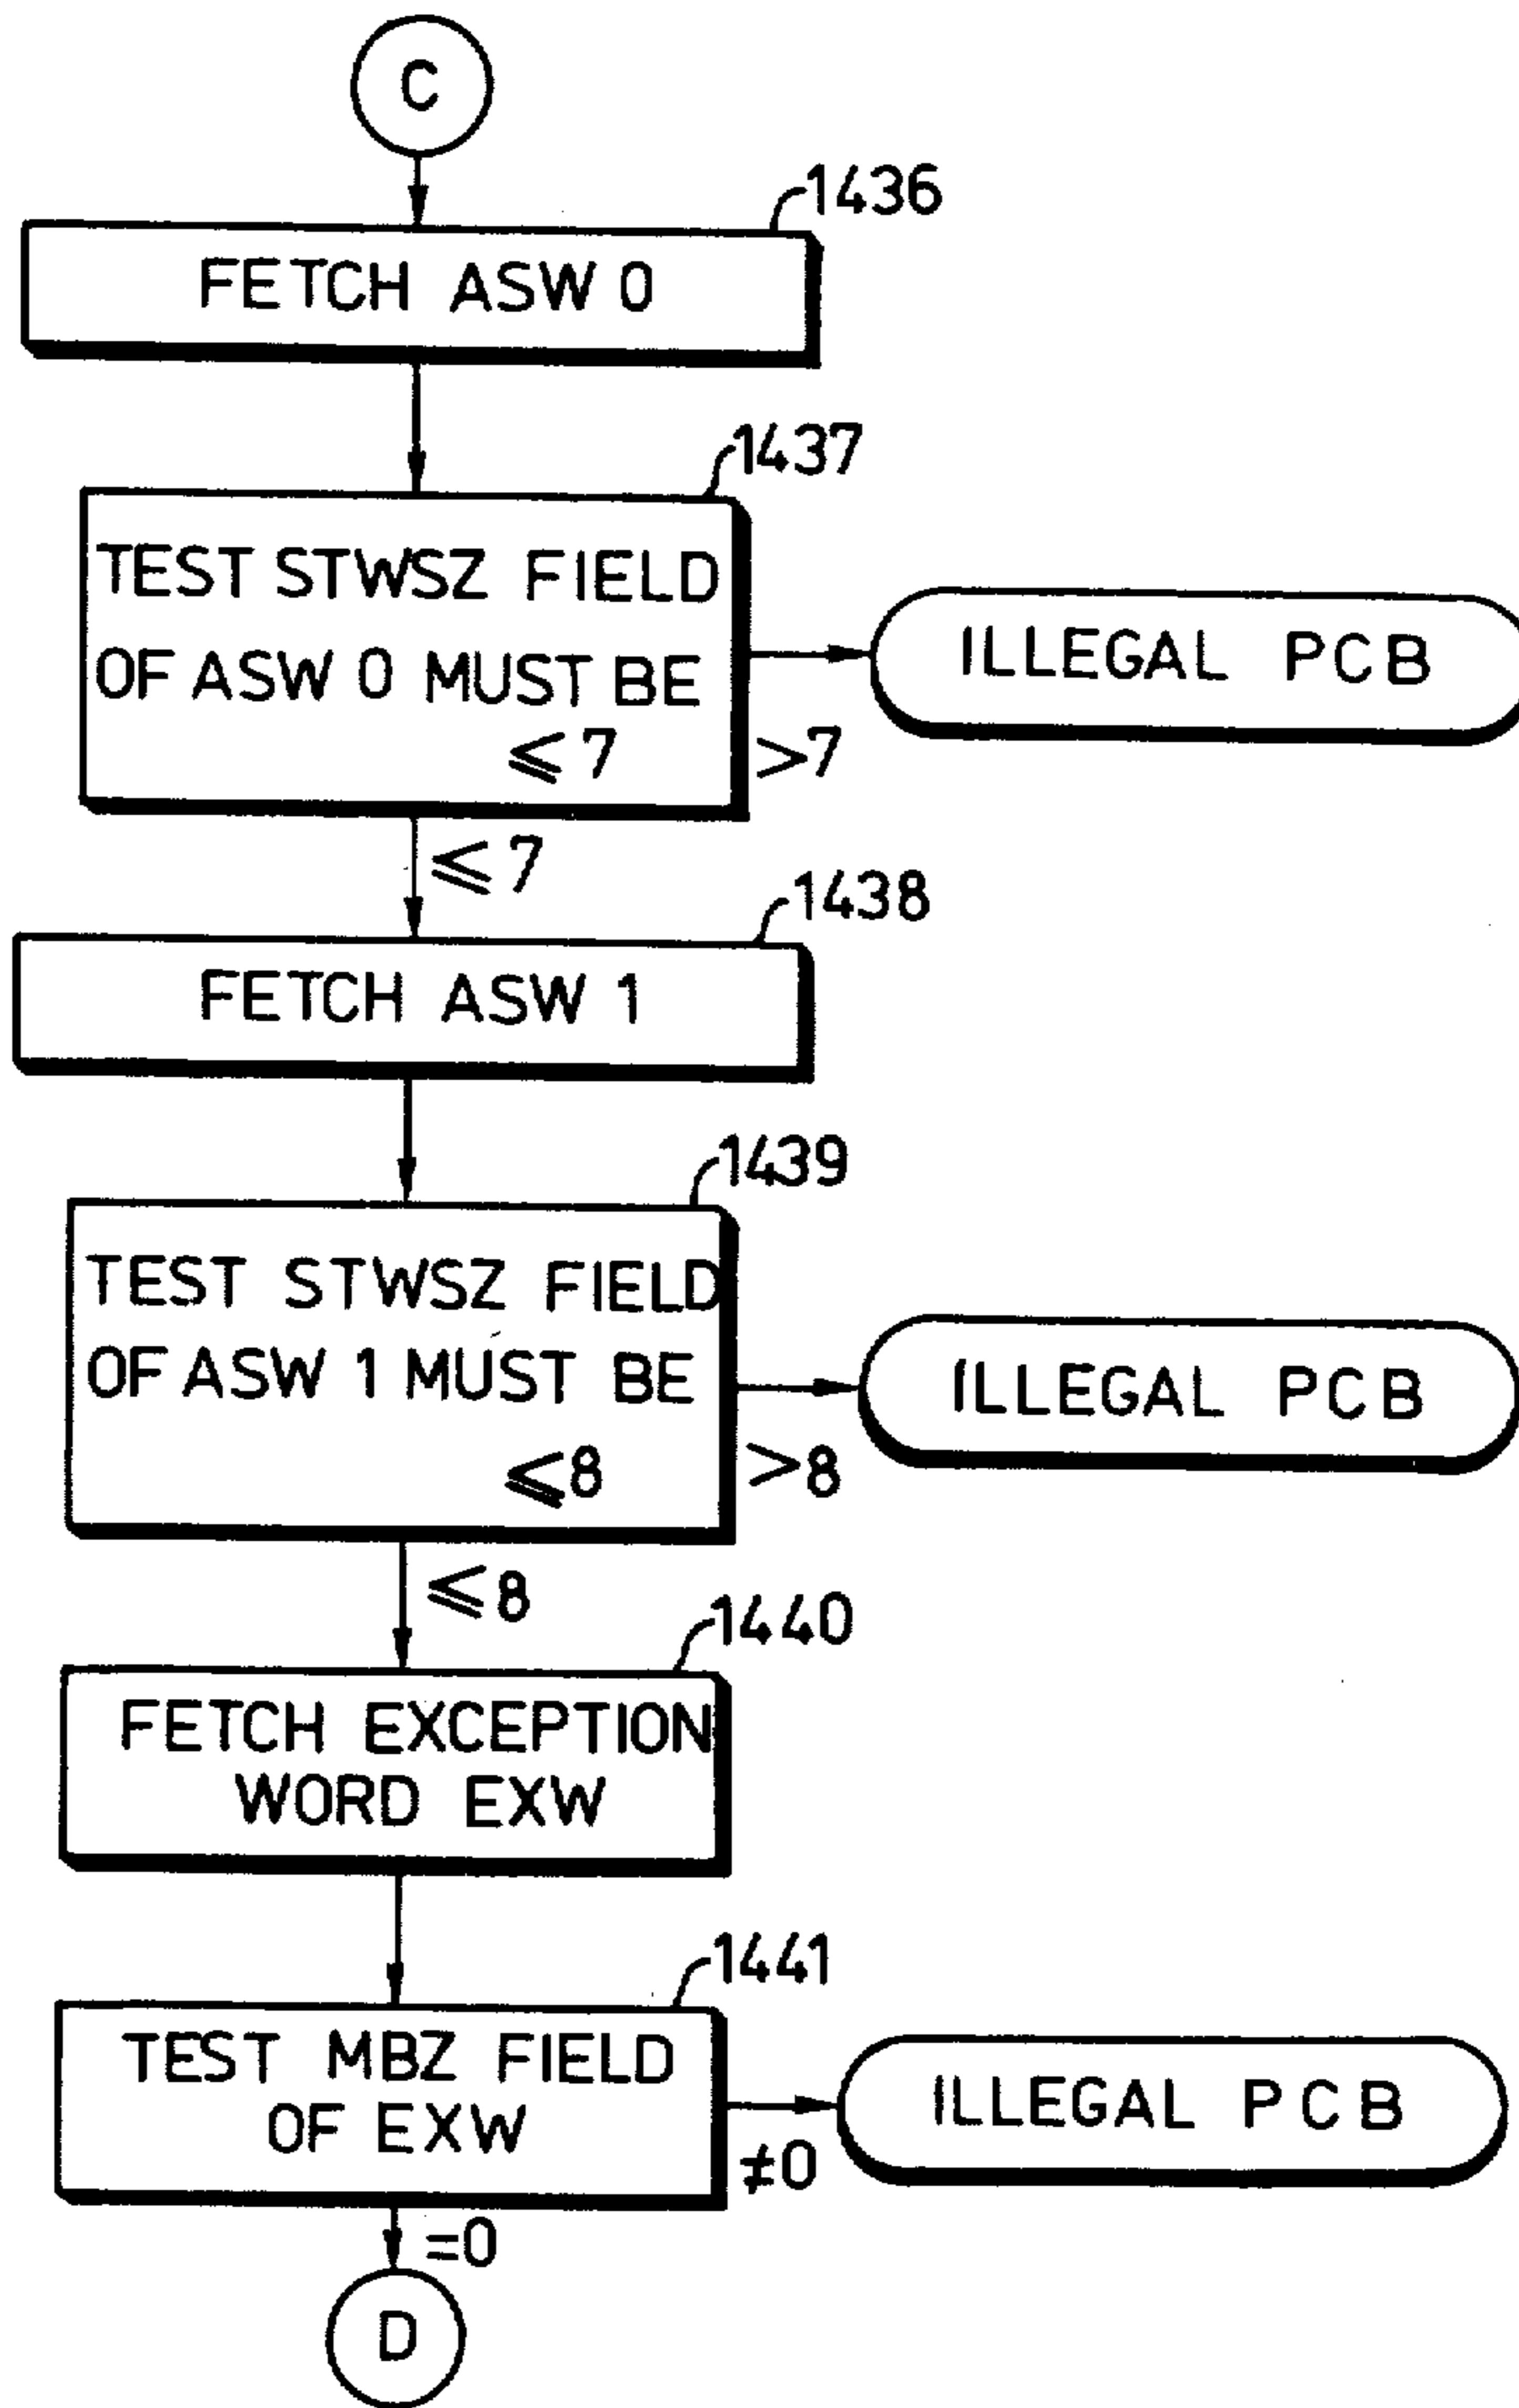 C
1436
FETCH ASW 0
1437
TEST STWSZ FIELD
OF ASW 0 MUST BE
≤ 7
>7
ILLEGAL PCB
≤ 7
1438
FETCH ASW 1
1439
TEST STWSZ FIELD
OF ASW 1 MUST BE
≤8
>8
ILLEGAL PCB
≤8
1440
FETCH EXCEPTION
WORD EXW
1441
TEST MBZ FIELD
OF EXW
≠0
ILLEGAL PCB
=0
D